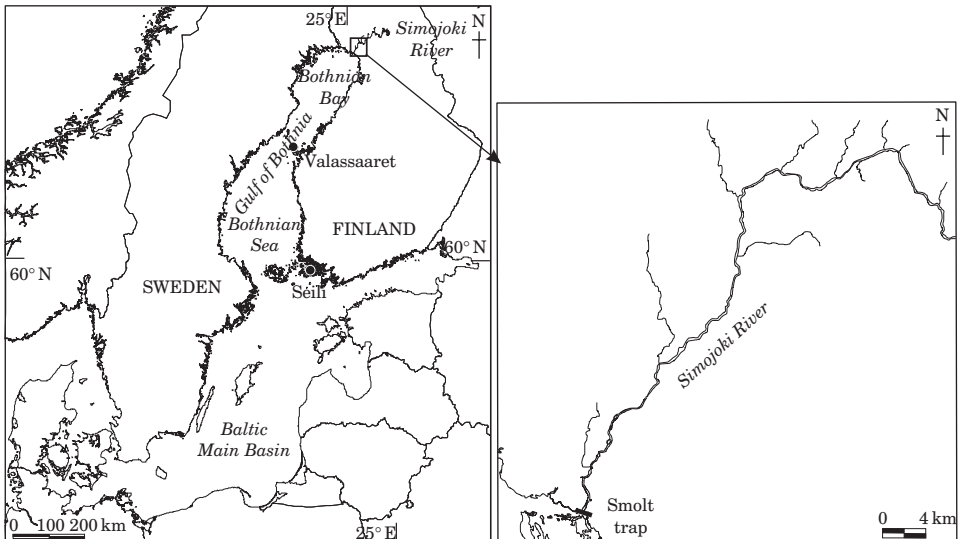 25° E
Simojoki
River
N
Bothnian
Bay
Gulf of Bothnia
Valassaaret
Bothnian
Sea
FINLAND
60° N
60° N
SWEDEN
Seili
Baltic
Main Basin
0 100 200 km
25° E
N
Simojoki River
Smolt
trap
0 4 km